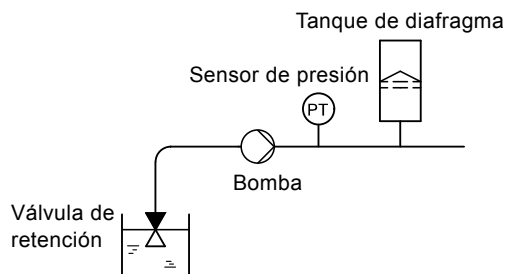 Tanque de diafragma
Sensor de presión
PT
Bomba
Válvula de
retención